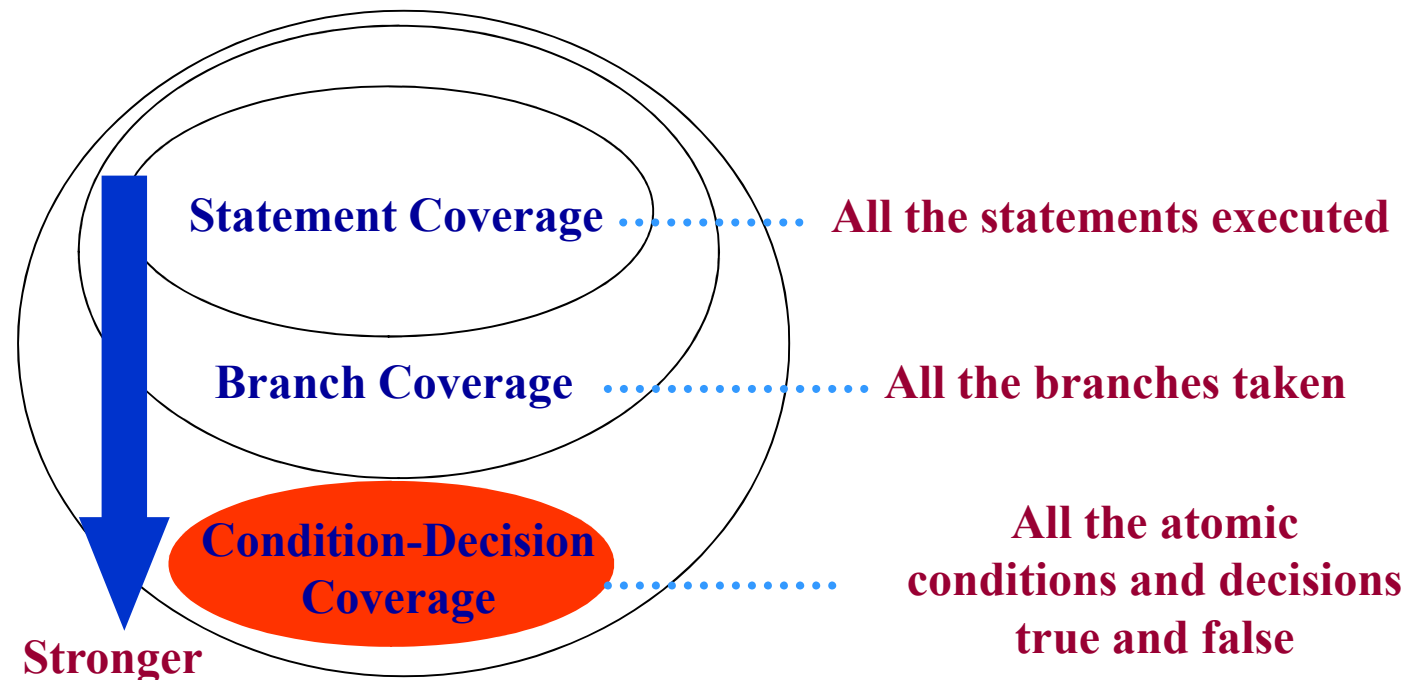 Statement Coverage
All the statements executed
Branch Coverage
All the branches taken
Condition-Decision
Coverage
All the atomic
conditions and decisions
true and false
Stronger